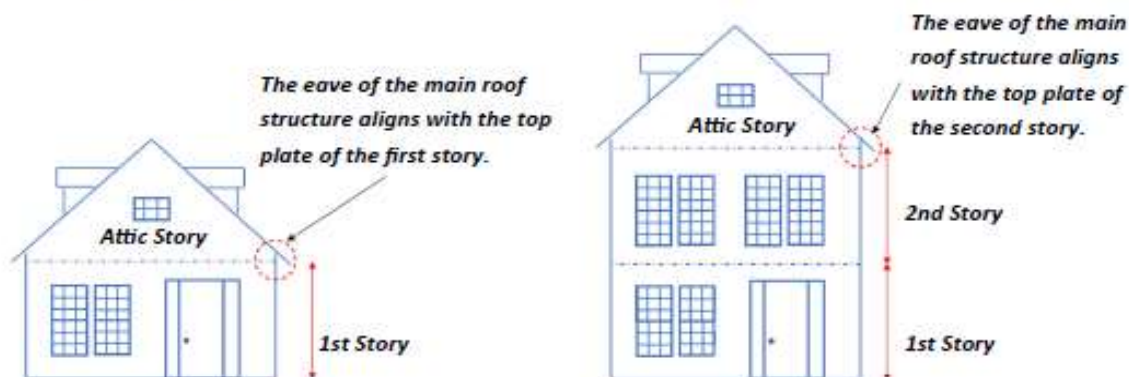 The eave of the main roof
structure aligns with the top
plate of the first story.
Attic Story
1st Story
The eave of the main
roof structure aligns
with the top plate of
the second story.
Attic Story
2nd Story
1st Story